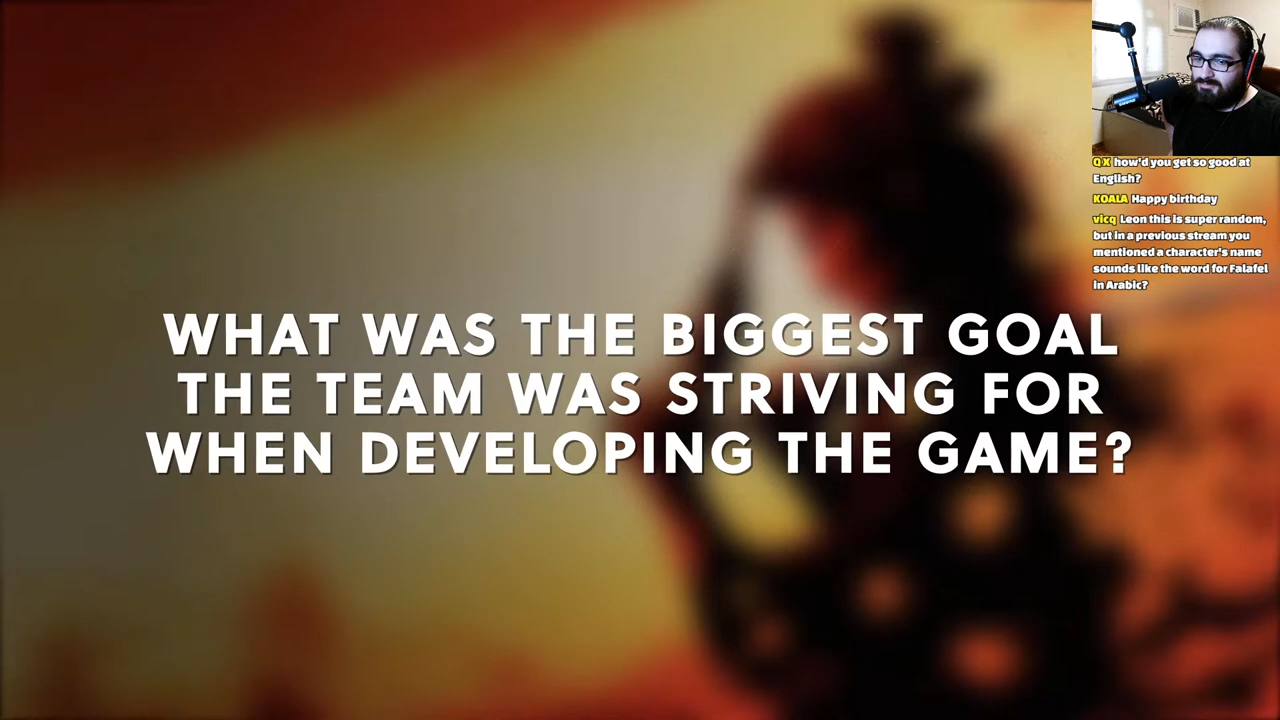 WHAT WAS THE BIGGEST GOAL
THE TEAM WAS STRIVING FOR
WHEN DEVELOPING THE GAME?
Q X how'd you get so good at
English?
KOALA Happy birthday
vicq Leon this is super random,
but in a previous stream you
mentioned a character's name
sounds like the word for Falafel
in Arabic?